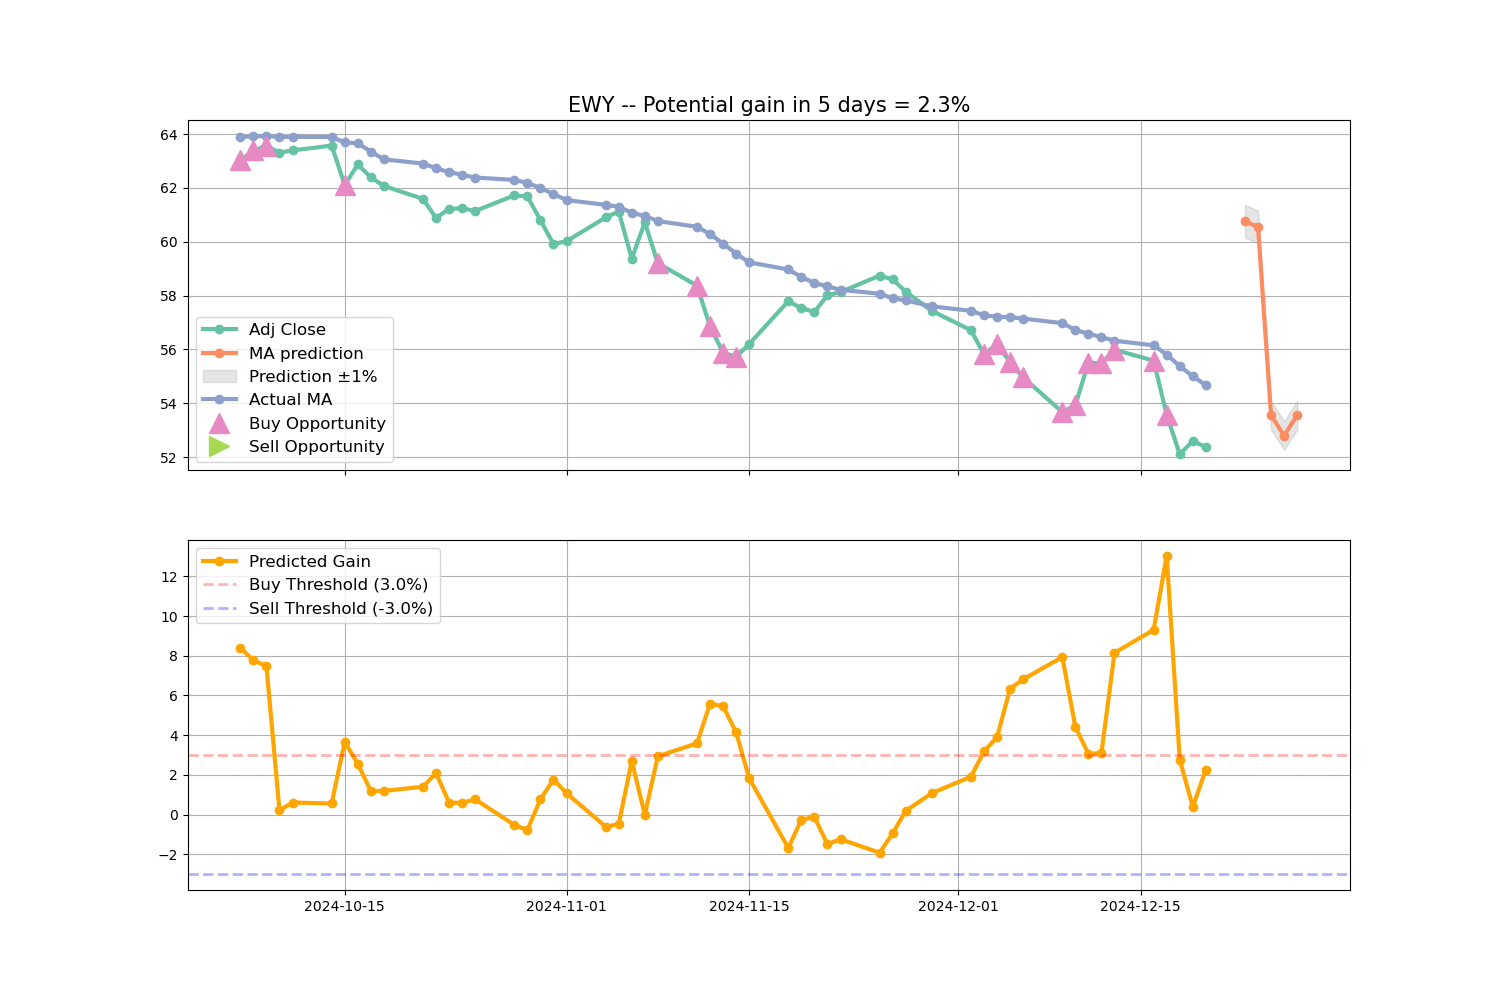 EWY -- Potential gain in 5 days = 2.3%
64
62
60
58
56
54
52
Adj Close
MA prediction
Prediction ±1%
Actual MA
Buy Opportunity
Sell Opportunity
12
10
8
6
4
2
0
−2
Predicted Gain
Buy Threshold (3.0%)
Sell Threshold (-3.0%)
2024-10-15
2024-11-01
2024-11-15
2024-12-01
2024-12-15